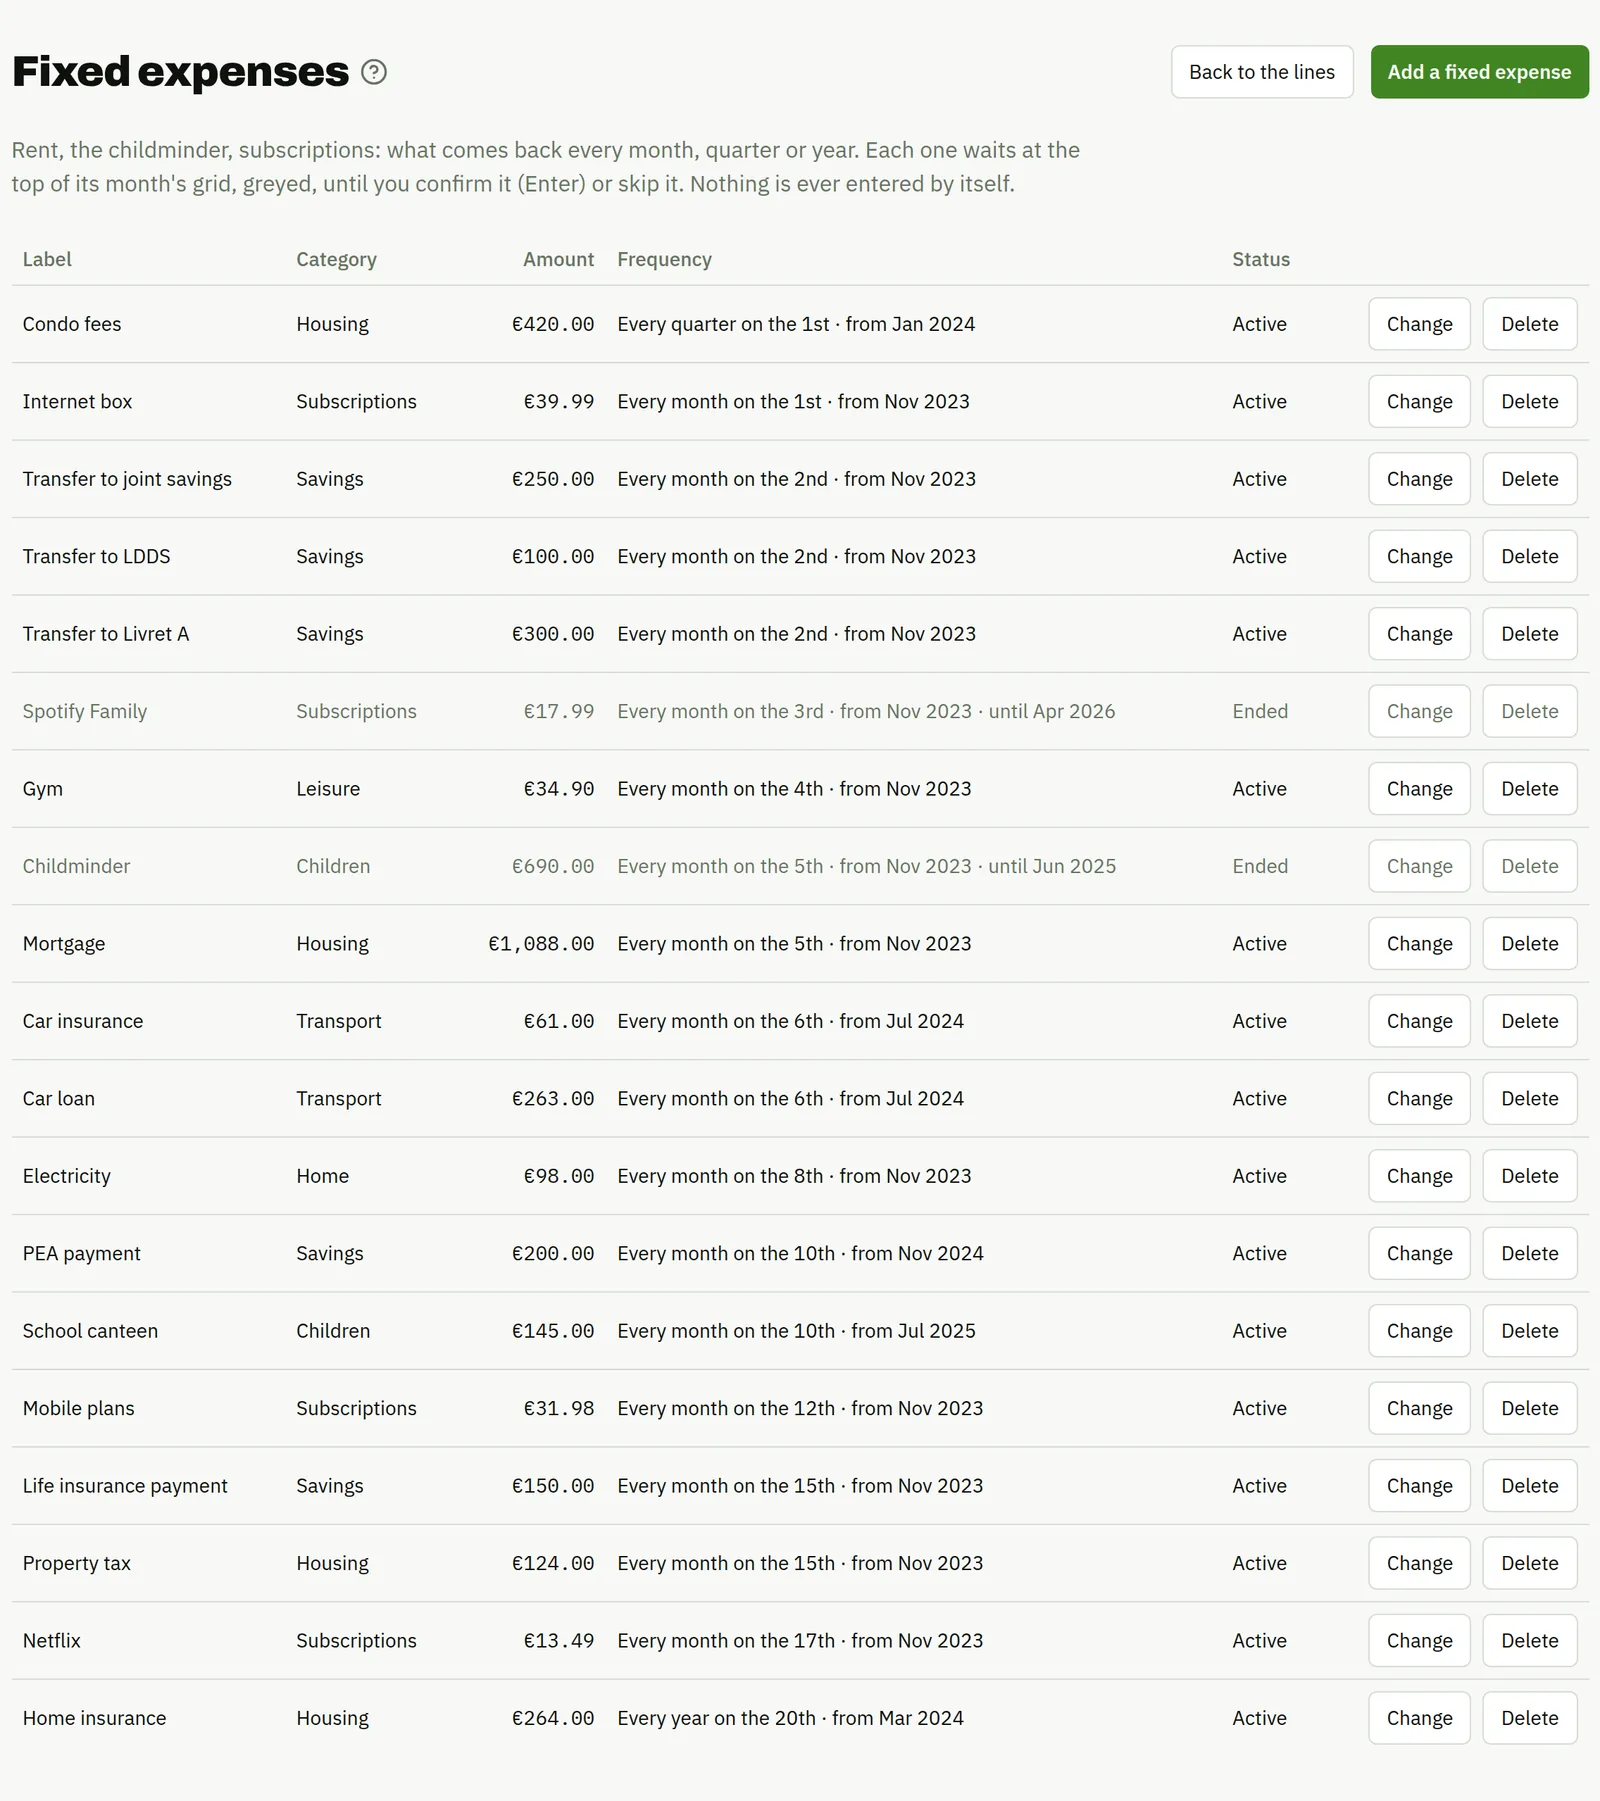 Fixed expenses ?
Back to the lines
Add a fixed expense
Rent, the childminder, subscriptions: what comes back every month, quarter or year. Each one waits at the
top of its month's grid, greyed, until you confirm it (Enter) or skip it. Nothing is ever entered by itself.
Label Category Amount Frequency Status
Condo fees Housing €420.00 Every quarter on the 1st · from Jan 2024 Active Change Delete
Internet box Subscriptions €39.99 Every month on the 1st · from Nov 2023 Active Change Delete
Transfer to joint savings Savings €250.00 Every month on the 2nd · from Nov 2023 Active Change Delete
Transfer to LDDS Savings €100.00 Every month on the 2nd · from Nov 2023 Active Change Delete
Transfer to Livret A Savings €300.00 Every month on the 2nd · from Nov 2023 Active Change Delete
Spotify Family Subscriptions €17.99 Every month on the 3rd · from Nov 2023 · until Apr 2026 Ended Change Delete
Gym Leisure €34.90 Every month on the 4th · from Nov 2023 Active Change Delete
Childminder Children €690.00 Every month on the 5th · from Nov 2023 · until Jun 2025 Ended Change Delete
Mortgage Housing €1,088.00 Every month on the 5th · from Nov 2023 Active Change Delete
Car insurance Transport €61.00 Every month on the 6th · from Jul 2024 Active Change Delete
Car loan Transport €263.00 Every month on the 6th · from Jul 2024 Active Change Delete
Electricity Home €98.00 Every month on the 8th · from Nov 2023 Active Change Delete
PEA payment Savings €200.00 Every month on the 10th · from Nov 2024 Active Change Delete
School canteen Children €145.00 Every month on the 10th · from Jul 2025 Active Change Delete
Mobile plans Subscriptions €31.98 Every month on the 12th · from Nov 2023 Active Change Delete
Life insurance payment Savings €150.00 Every month on the 15th · from Nov 2023 Active Change Delete
Property tax Housing €124.00 Every month on the 15th · from Nov 2023 Active Change Delete
Netflix Subscriptions €13.49 Every month on the 17th · from Nov 2023 Active Change Delete
Home insurance Housing €264.00 Every year on the 20th · from Mar 2024 Active Change Delete